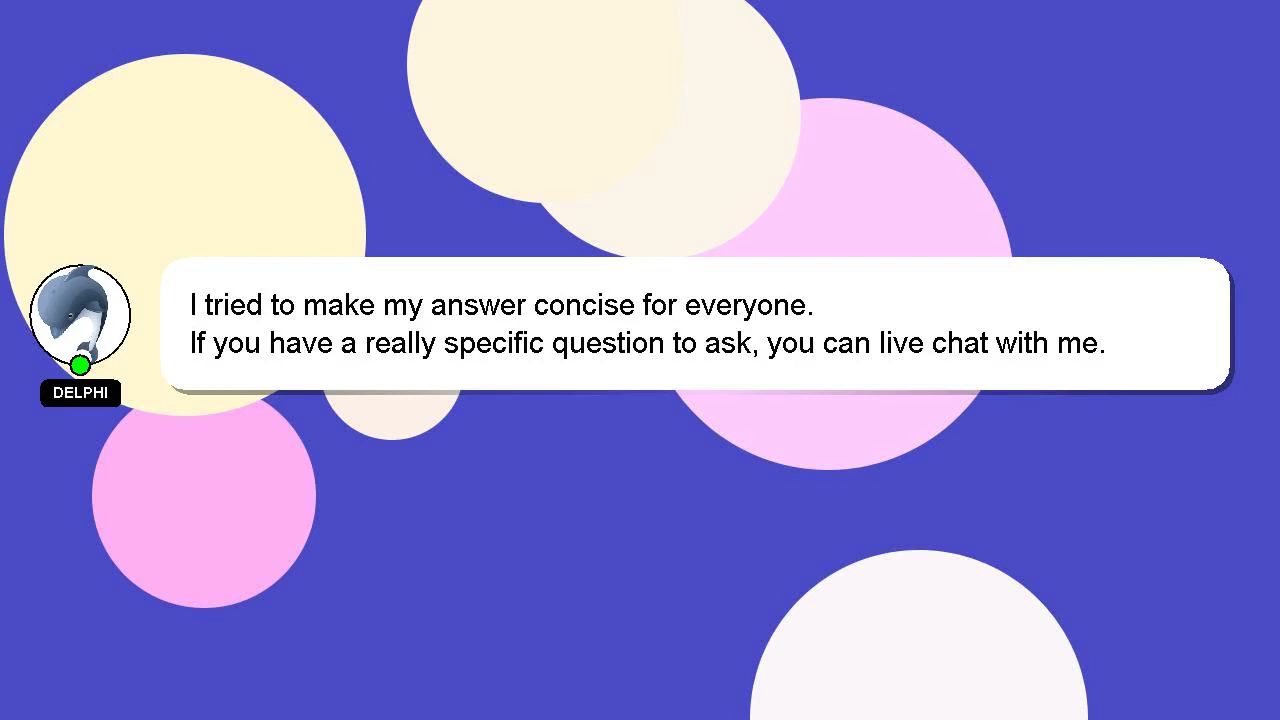 I tried to make my answer concise for everyone.
If you have a really specific question to ask, you can live chat with me.
DELPHI